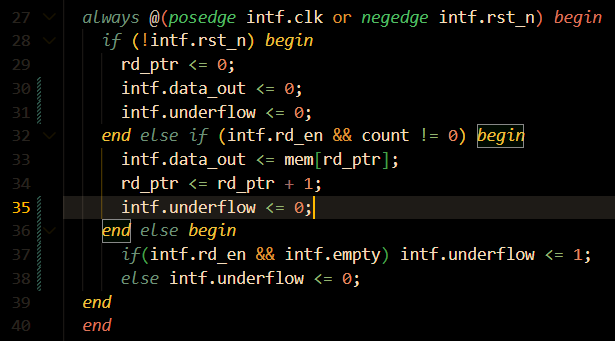 27 always @(posedge intf.clk or negedge intf.rst_n) begin
28   if (!intf.rst_n) begin
29     rd_ptr <= 0;
30     intf.data_out <= 0;
31     intf.underflow <= 0;
32   end else if (intf.rd_en && count != 0) begin
33     intf.data_out <= mem[rd_ptr];
34     rd_ptr <= rd_ptr + 1;
35     intf.underflow <= 0;
36   end else begin
37     if(intf.rd_en && intf.empty) intf.underflow <= 1;
38     else intf.underflow <= 0;
39 end
40 end